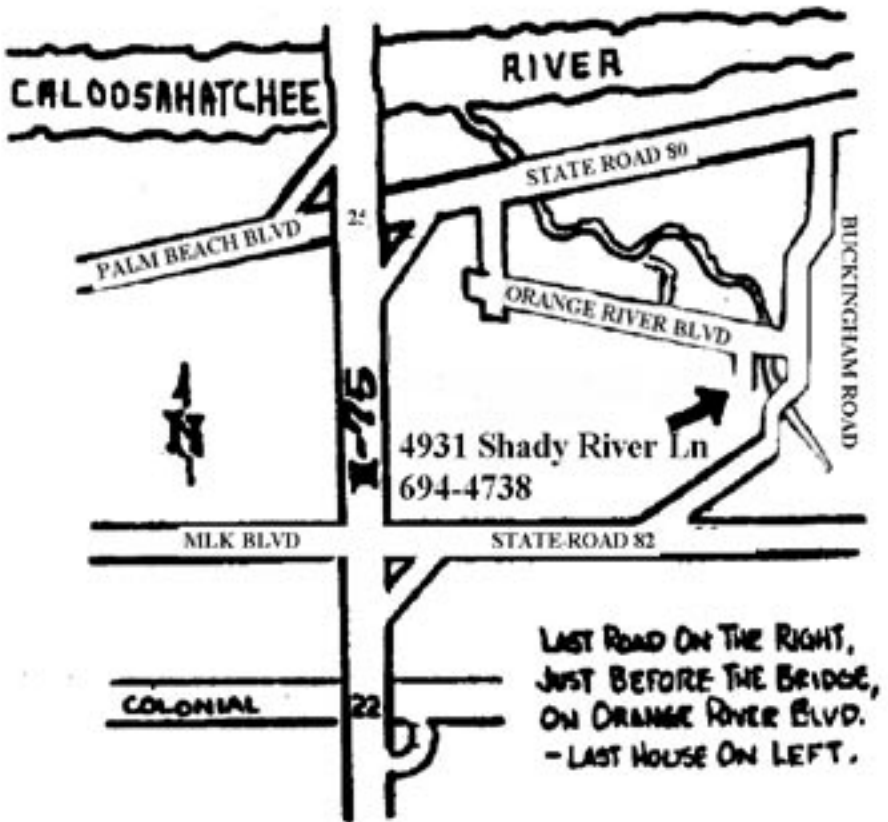 CALOOSAHATCHEE
RIVER
STATE ROAD 80
PALM BEACH BLVD
25
ORANGE RIVER BLVD
BUCKINGHAM ROAD
N
I-75
4931 Shady River Ln
694-4738
MLK BLVD
STATE ROAD 82
COLONIAL
22
LAST ROAD ON THE RIGHT,
JUST BEFORE THE BRIDGE,
ON ORANGE RIVER BLVD.
- LAST HOUSE ON LEFT.